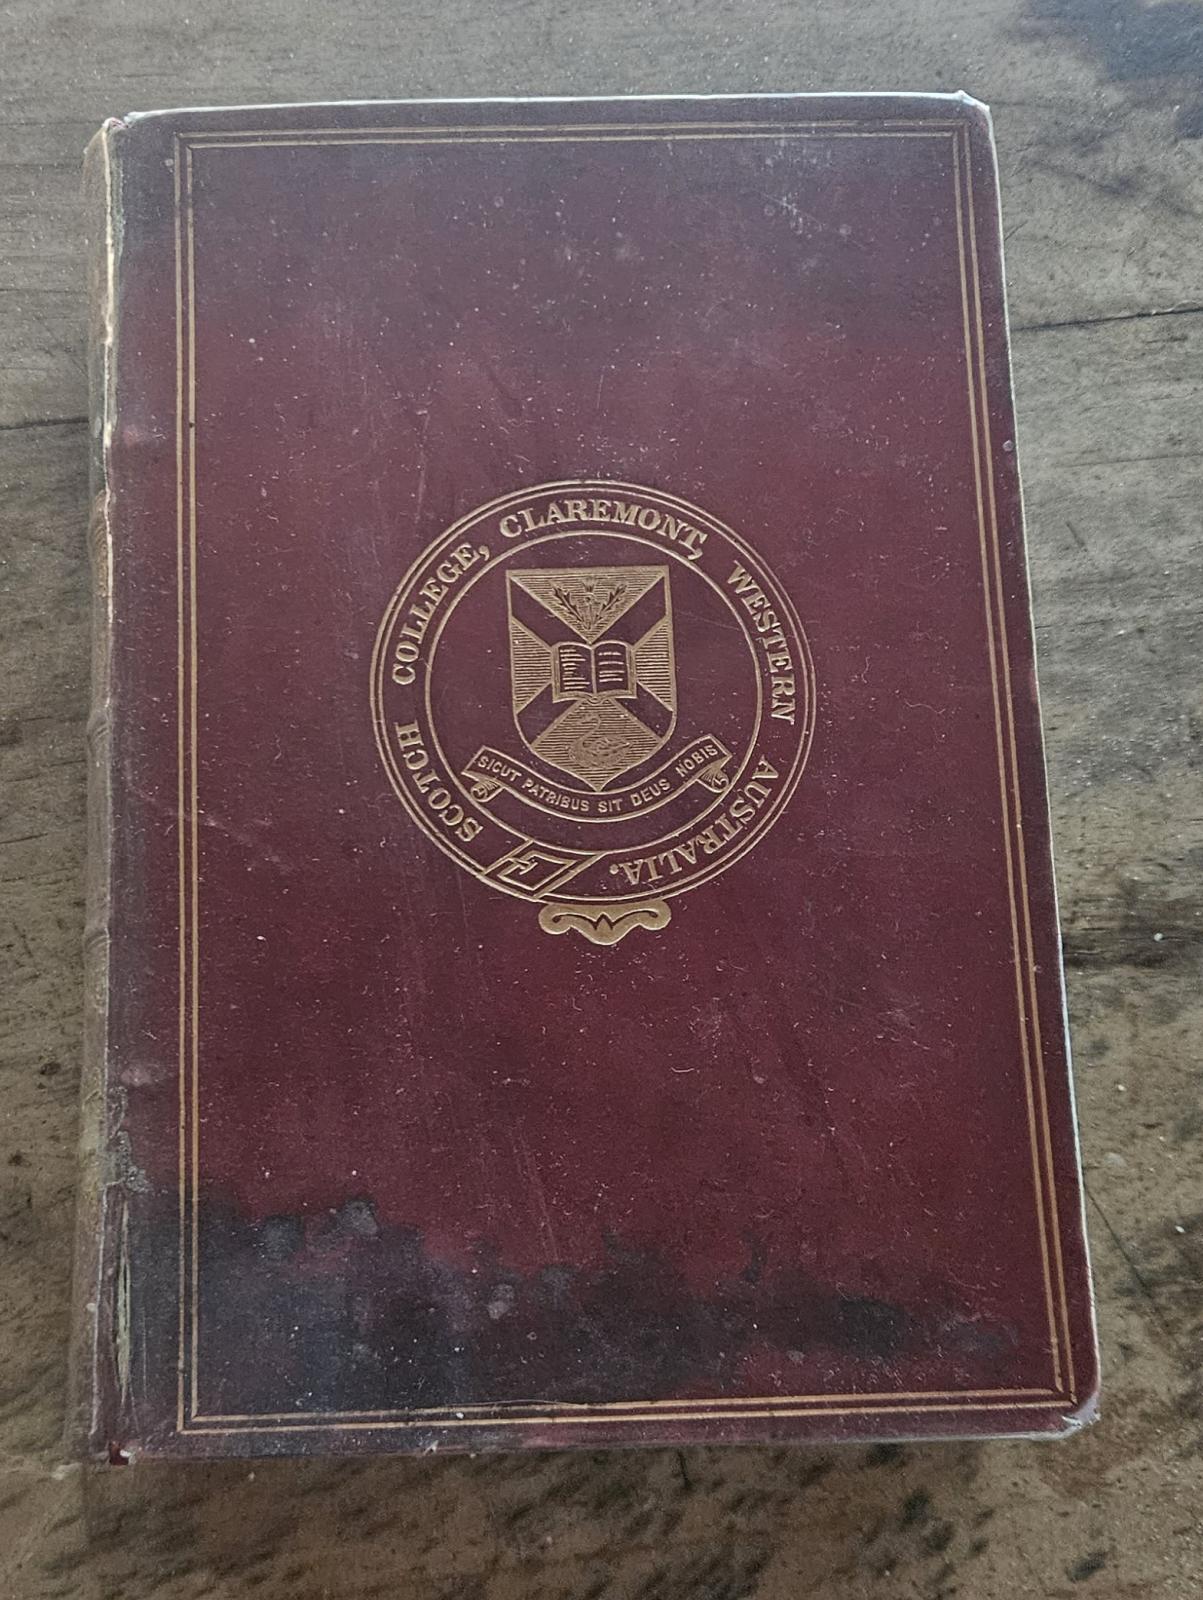 SCOTCH COLLEGE, CLAREMONT, WESTERN AUSTRALIA.
SICUT PATRIBUS SIT DEUS NOBIS